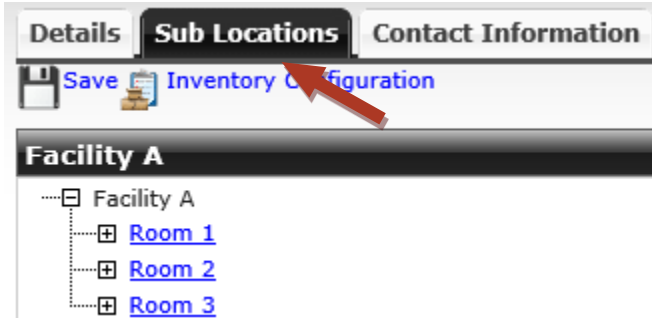 Details Sub Locations Contact Information
Save Inventory Configuration
Facility A
Facility A
Room 1
Room 2
Room 3